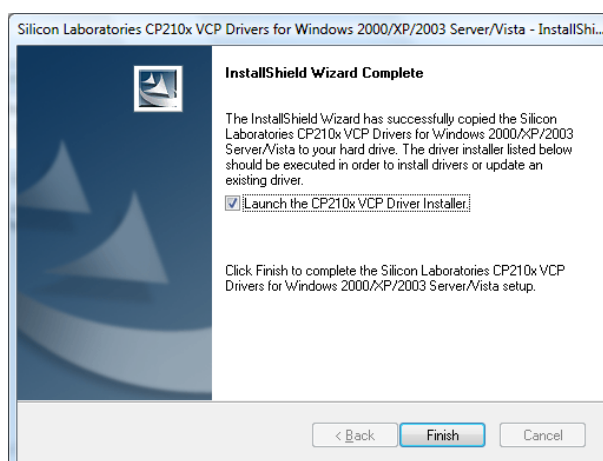 Silicon Laboratories CP210x VCP Drivers for Windows 2000/XP/2003 Server/Vista - InstallShi...
InstallShield Wizard Complete
The InstallShield Wizard has successfully copied the Silicon
Laboratories CP210x VCP Drivers for Windows 2000/XP/2003
Server/Vista to your hard drive. The driver installer listed below
should be executed in order to install drivers or update an
existing driver.
Launch the CP210x VCP Driver Installer.
Click Finish to complete the Silicon Laboratories CP210x VCP
Drivers for Windows 2000/XP/2003 Server/Vista setup.
< Back Finish Cancel